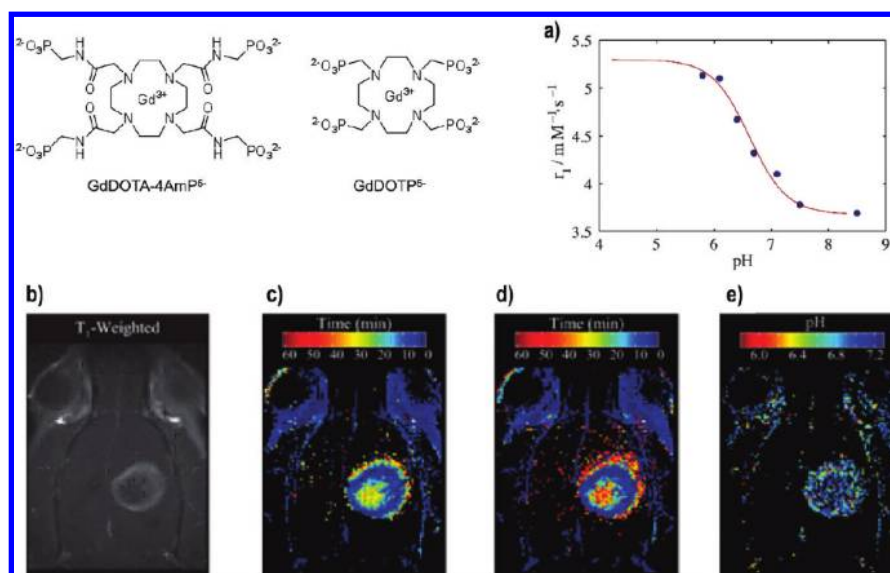 2-O3P PO32-
H N O N H
N N
Gd3+
N N
2-O3P N H O O N H PO32-
GdDOTA-4AmP5-
2-O3P PO32-
N N
Gd3+
N N
2-O3P PO32-
GdDOTP5-
a)
5.5
5
4.5
4
3.5
r1 / mM−1s−1
4 5 6 7 8 9
pH
b)
T1-Weighted
c)
Time (min)
60 40 30 20 10 0
d)
Time (min)
60 40 30 20 10 0
e)
pH
6.0 6.4 6.8 7.2